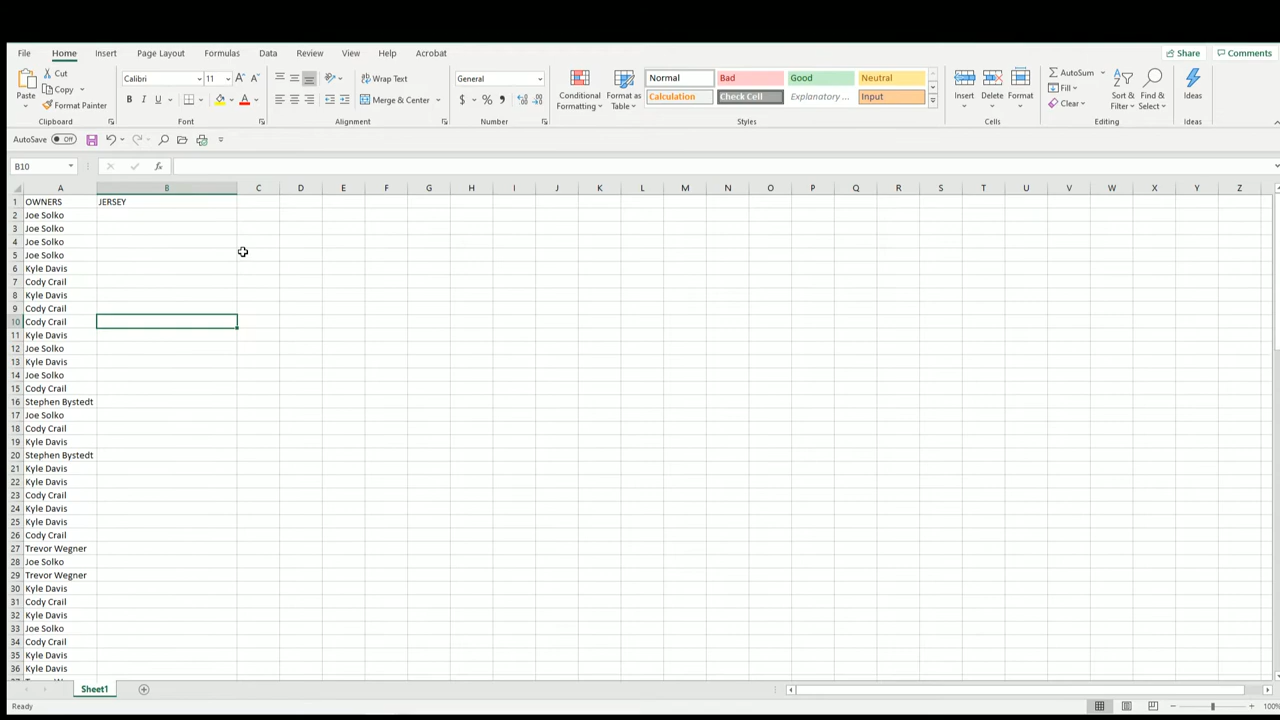 File Home Insert Page Layout Formulas Data Review View Help Acrobat Share Comments
Paste Cut Copy Format Painter Clipboard
Calibri 11 A A B I U A Font
Wrap Text Merge & Center Alignment
General $ % , Number
Conditional Formatting Format as Table
Normal Bad Good Neutral
Calculation Check Cell Explanatory ... Input
Styles
Insert Delete Format Cells
AutoSum Fill Clear Sort & Filter Find & Select Editing
Ideas Ideas
AutoSave Off
B10 fx
A B C D E F G H I J K L M N O P Q R S T U V W X Y Z
1 OWNERS JERSEY
2 Joe Solko
3 Joe Solko
4 Joe Solko
5 Joe Solko
6 Kyle Davis
7 Cody Crail
8 Kyle Davis
9 Cody Crail
10 Cody Crail
11 Kyle Davis
12 Joe Solko
13 Kyle Davis
14 Joe Solko
15 Cody Crail
16 Stephen Bystedt
17 Joe Solko
18 Cody Crail
19 Kyle Davis
20 Stephen Bystedt
21 Kyle Davis
22 Kyle Davis
23 Cody Crail
24 Kyle Davis
25 Kyle Davis
26 Cody Crail
27 Trevor Wegner
28 Joe Solko
29 Trevor Wegner
30 Kyle Davis
31 Cody Crail
32 Kyle Davis
33 Joe Solko
34 Cody Crail
35 Kyle Davis
36 Kyle Davis
Sheet1
Ready 100%